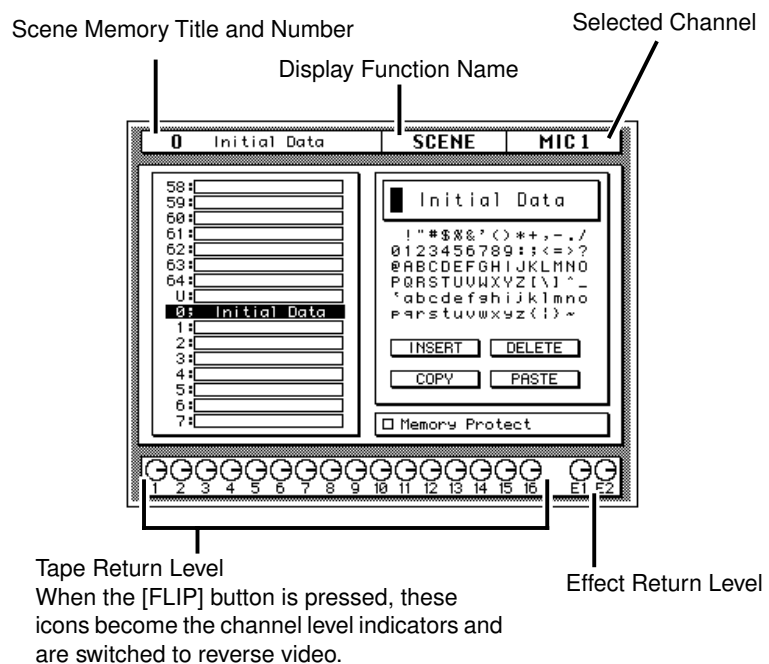 Scene Memory Title and Number
Selected Channel
Display Function Name
0 Initial Data
SCENE
MIC 1
58:
59:
60:
61:
62:
63:
64:
U:
0; Initial Data
1:
2:
3:
4:
5:
6:
7:
Initial Data
!"#$%&'()*+,-./
0123456789:;<=>?
@ABCDEFGHIJKLMNO
PQRSTUVWXYZ[\]^_
`abcdefghijklmno
pqrstuvwxyz{|}~
INSERT DELETE
COPY PASTE
Memory Protect
1 2 3 4 5 6 7 8 9 10 11 12 13 14 15 16 E1 E2
Tape Return Level
When the [FLIP] button is pressed, these
icons become the channel level indicators and
are switched to reverse video.
Effect Return Level